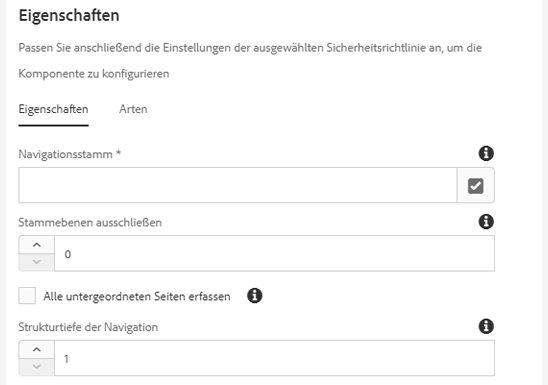 Eigenschaften
Passen Sie anschließend die Einstellungen der ausgewählten Sicherheitsrichtlinie an, um die
Komponente zu konfigurieren
Eigenschaften Arten
Navigationsstamm *
Stammebenen ausschließen
0
Alle untergeordneten Seiten erfassen
Strukturtiefe der Navigation
1